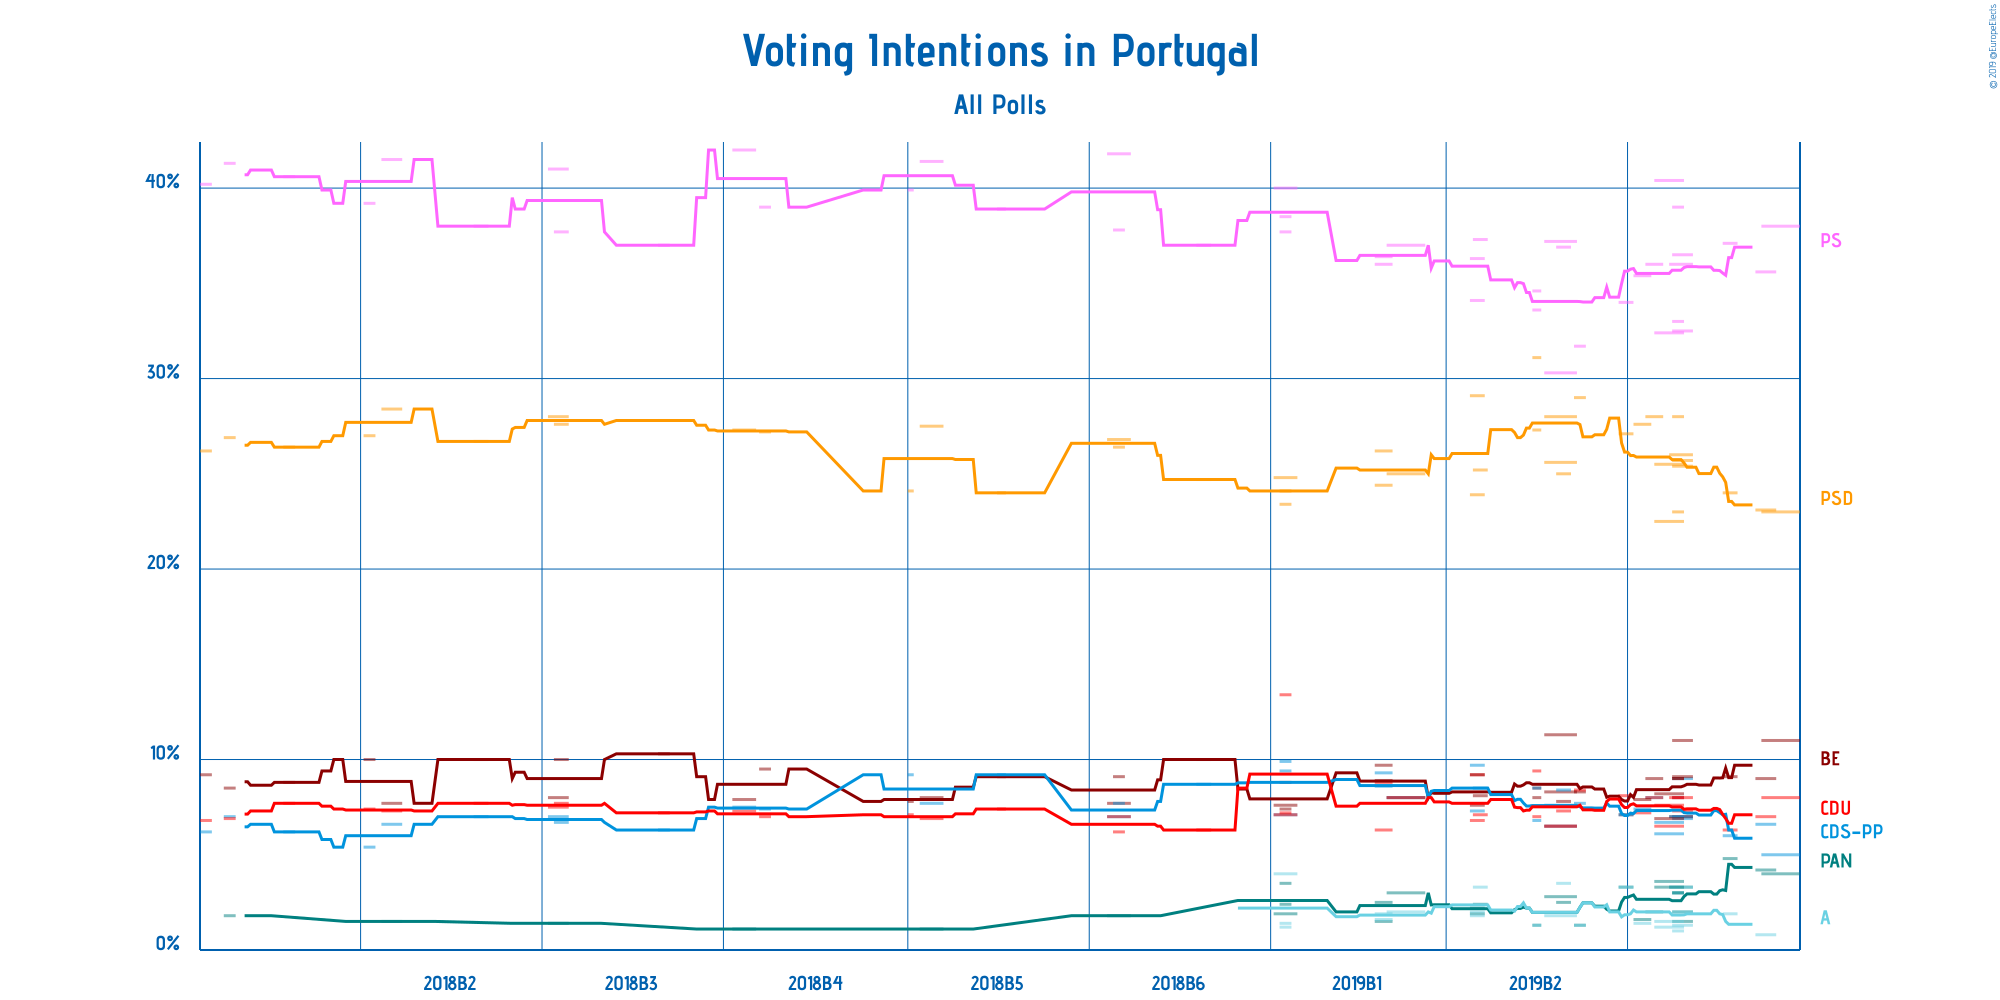 © 2019 @EuropeElects
Voting Intentions in Portugal
All Polls
40%
30%
20%
10%
0%
PS
PSD
BE
CDU
CDS-PP
PAN
A
2018B2
2018B3
2018B4
2018B5
2018B6
2019B1
2019B2